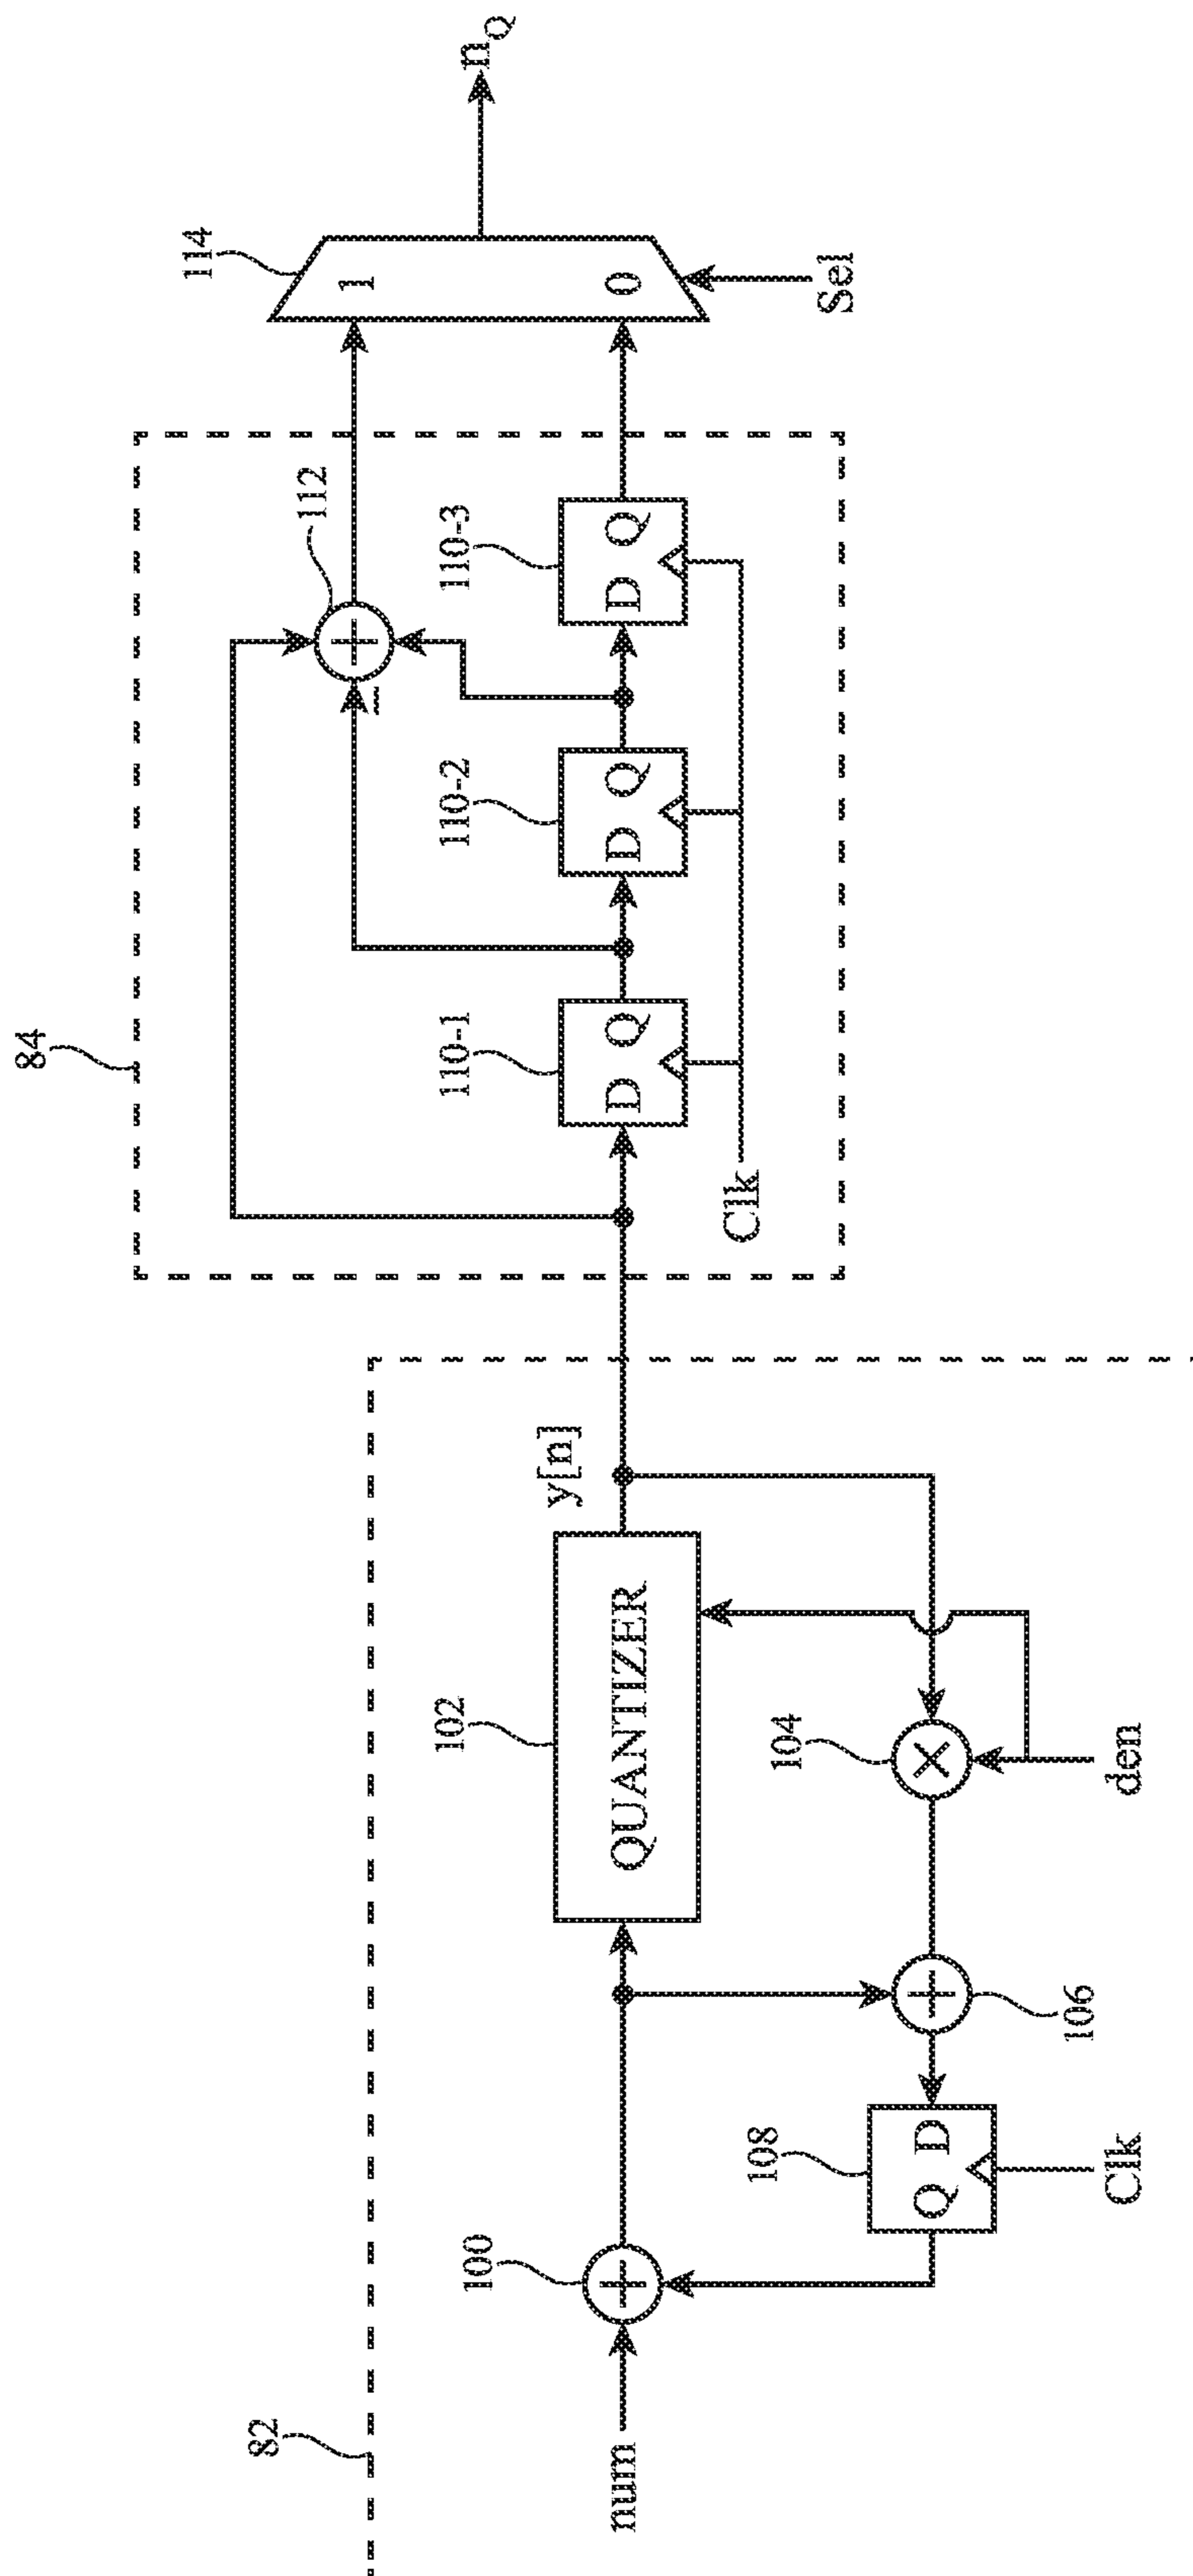 84
112
114
1
n_Q
110-1
110-2
110-3
D Q
D Q
D Q
0
Clk
Sel
82
y[n]
102
QUANTIZER
100
num
104
108
Q D
106
den
Clk